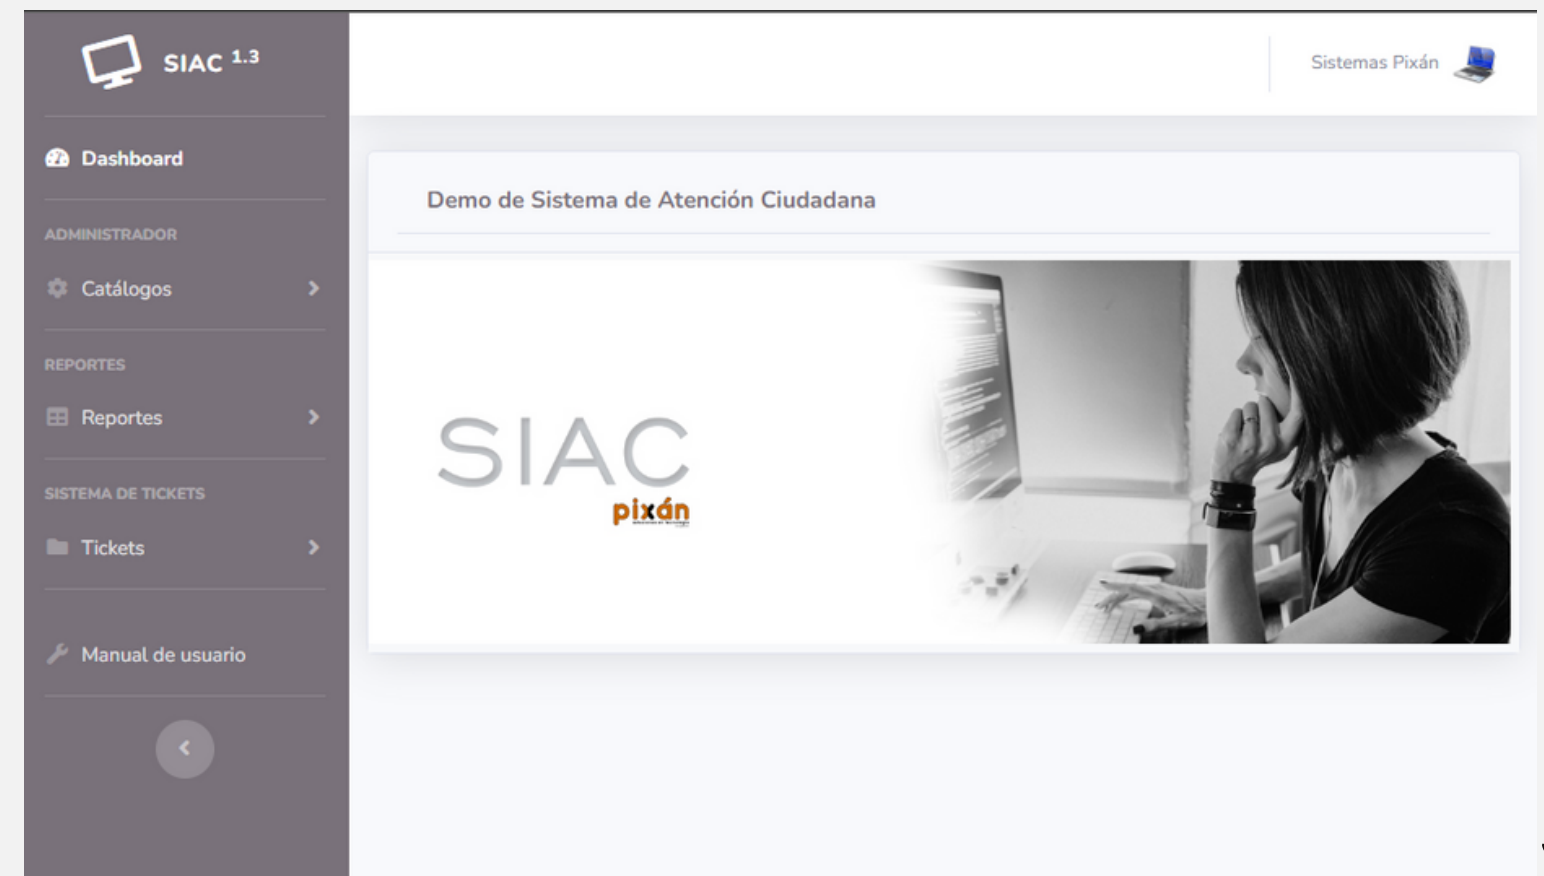 SIAC 1.3
Sistemas Pixán
Dashboard
Demo de Sistema de Atención Ciudadana
ADMINISTRADOR
Catálogos
REPORTES
Reportes
SIAC
pixán
SISTEMA DE TICKETS
Tickets
Manual de usuario